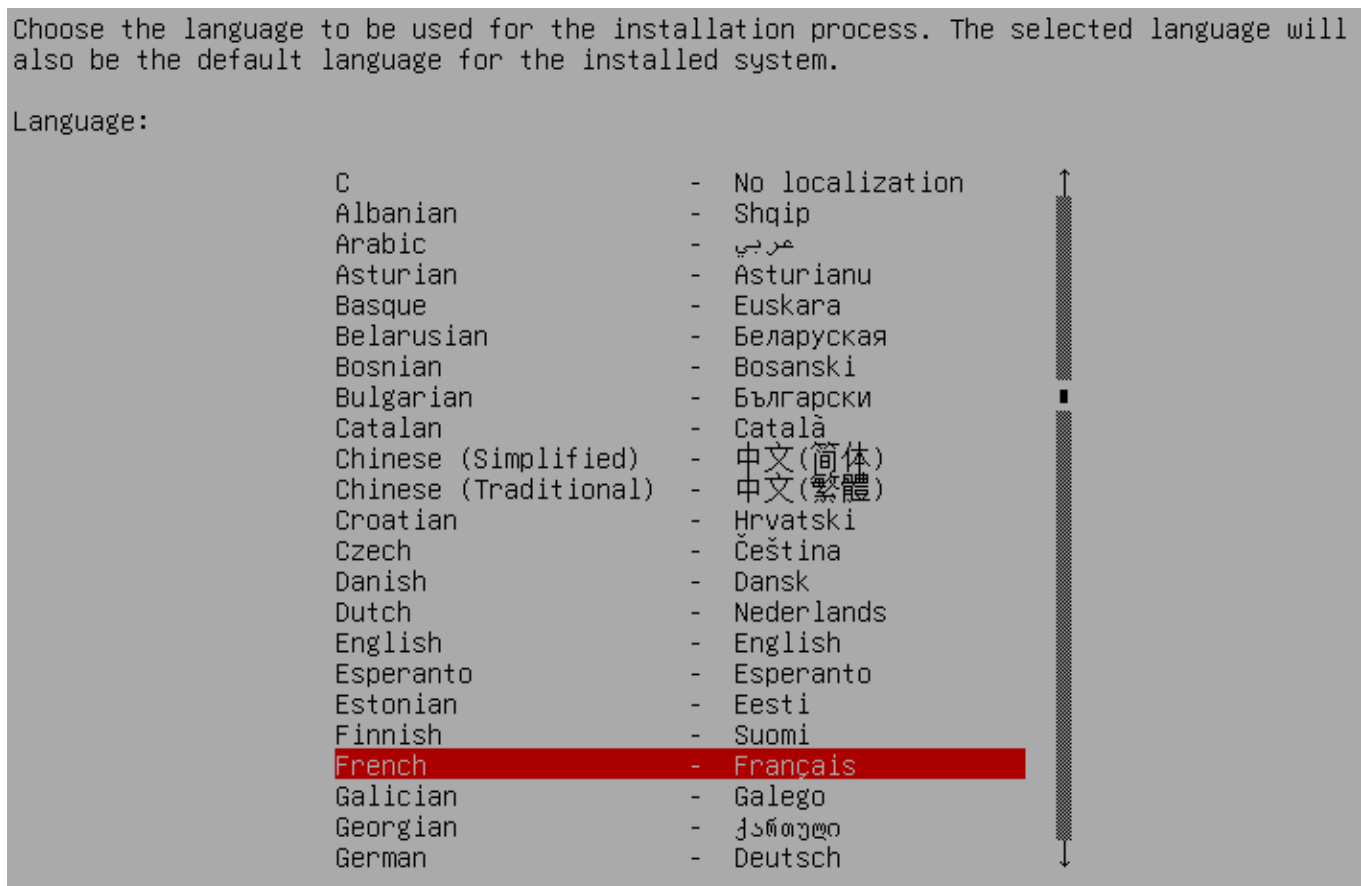 Choose the language to be used for the installation process. The selected language will
also be the default language for the installed system.
Language:
C - No localization
Albanian - Shqip
Arabic - عربي
Asturian - Asturianu
Basque - Euskara
Belarusian - Беларуская
Bosnian - Bosanski
Bulgarian - Български
Catalan - Català
Chinese (Simplified) - 中文(简体)
Chinese (Traditional) - 中文(繁體)
Croatian - Hrvatski
Czech - Čeština
Danish - Dansk
Dutch - Nederlands
English - English
Esperanto - Esperanto
Estonian - Eesti
Finnish - Suomi
French - Français
Galician - Galego
Georgian - ქართული
German - Deutsch